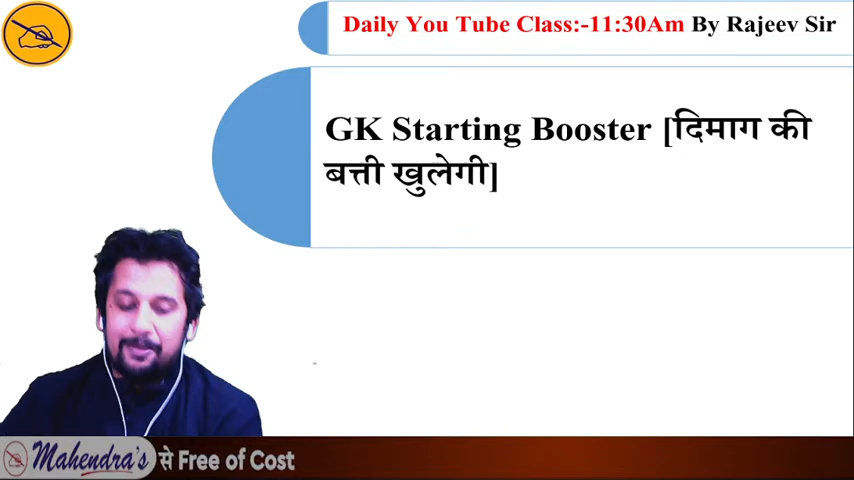 Daily You Tube Class:-11:30Am By Rajeev Sir
GK Starting Booster [दिमाग की
बत्ती खुलेगी]
Mahendra's से Free of Cost